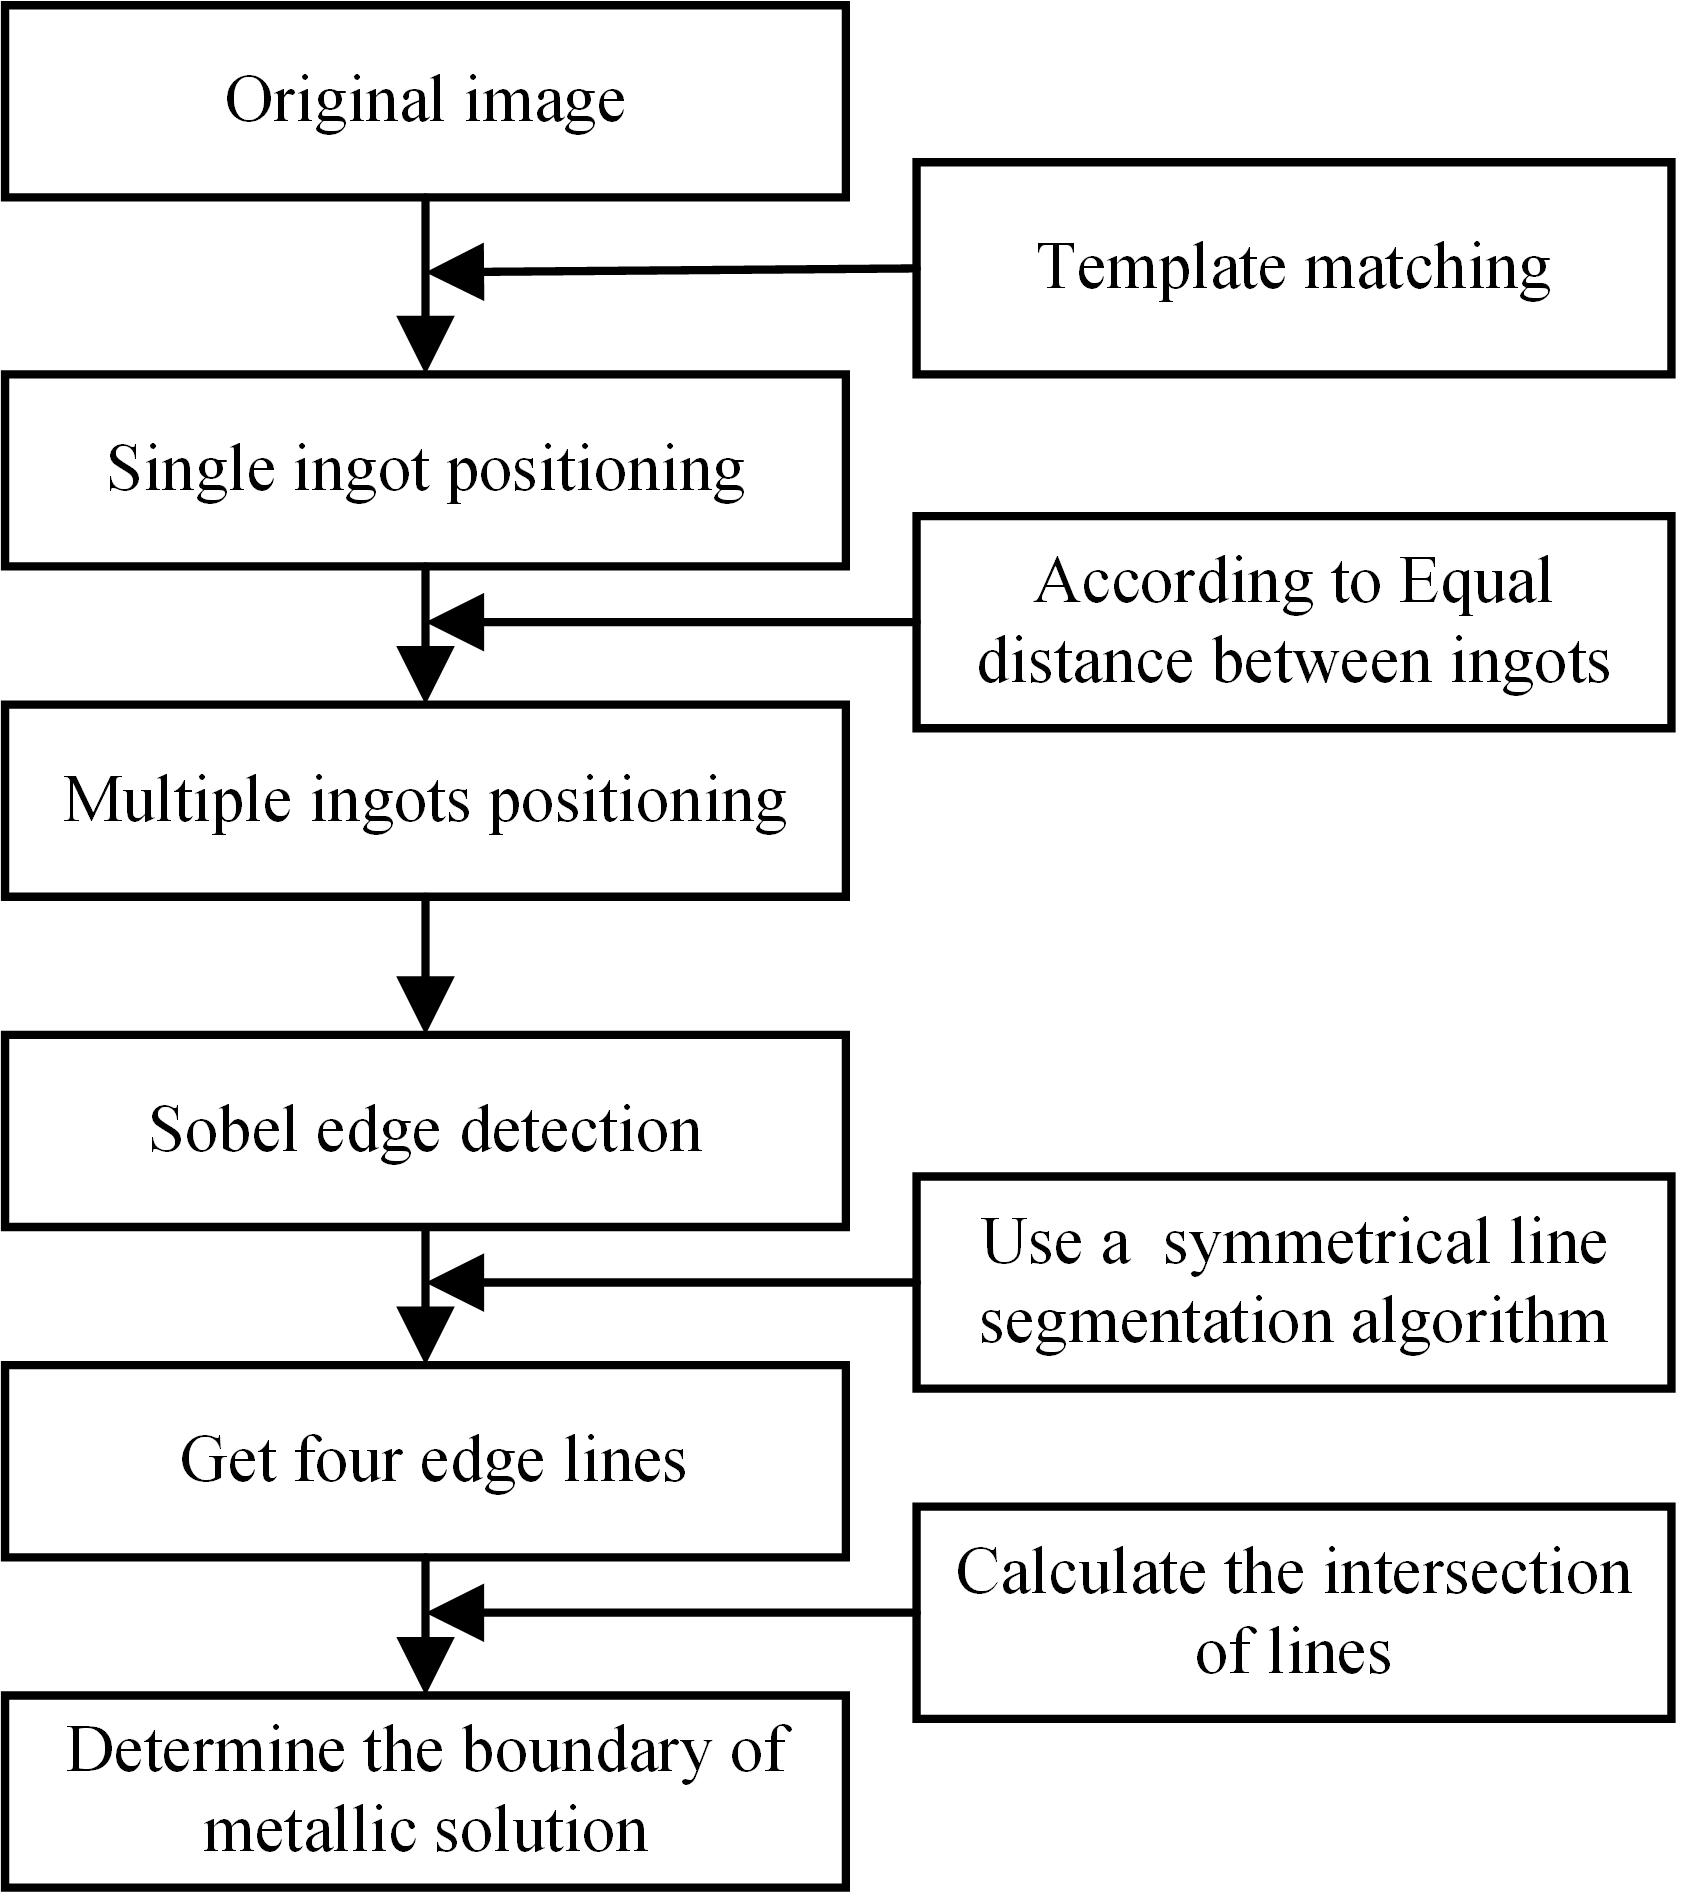 Original image
Template matching
Single ingot positioning
According to Equal
distance between ingots
Multiple ingots positioning
Sobel edge detection
Use a  symmetrical line
segmentation algorithm
Get four edge lines
Calculate the intersection
of lines
Determine the boundary of
metallic solution